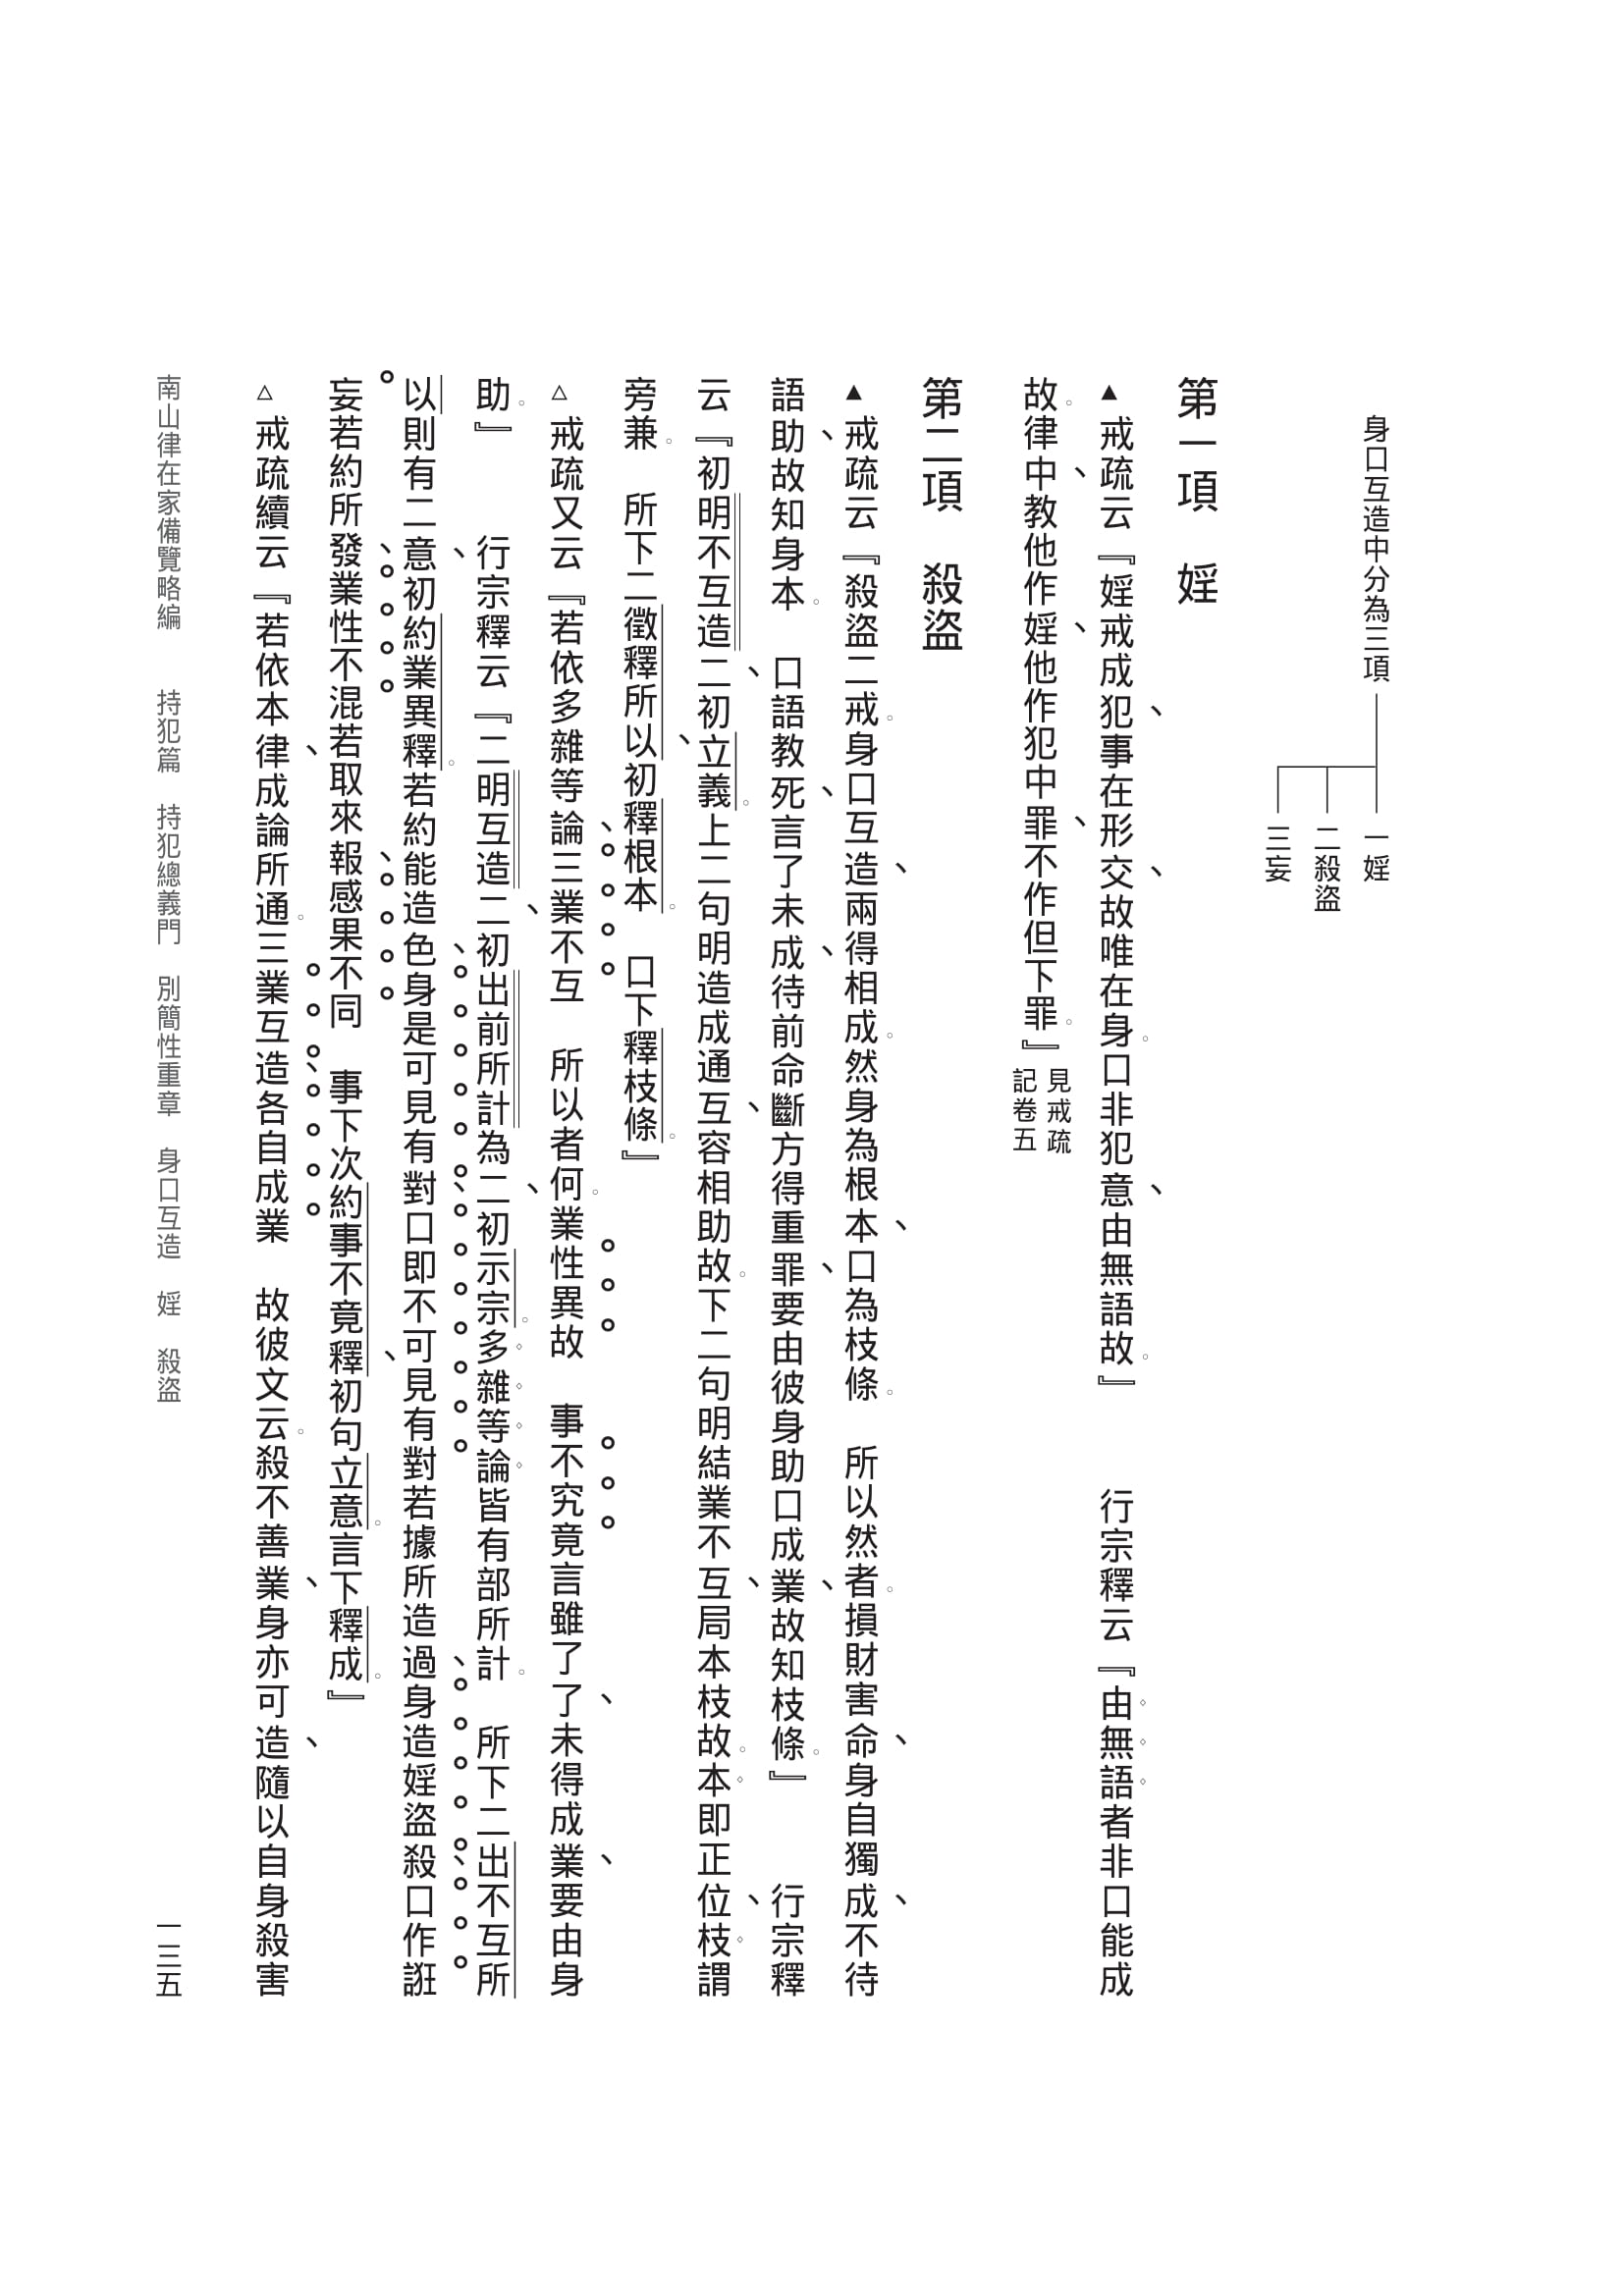 身口互造中分為三項
一婬
二殺盜
三妄
第一項　婬
▲戒疏云『婬戒成犯、事在形交、故唯在身。口非犯意、由無語故。』　　行宗釋云『由無語者非口能成
故。律中、教他作婬、他作犯中罪、不作但下罪。』見戒疏
記卷五
第二項　殺盜
▲戒疏云『殺盜二戒。身口互造、兩得相成。然身為根本、口為枝條。　所以然者。損財害命、身自獨成、不待
語助、故知身本。　口語教死、言了未成、待前命斷方得重罪、要由彼身助口成業、故知枝條。』　　行宗釋
云『初明不互造二、初立義。上二句明造成通互、容相助故。下二句明結業不互、局本枝故。本即正位、枝謂
旁兼。　所下二徵釋所以、初釋根本。　口下釋枝條。』
△戒疏又云『若依多雜等論、三業不互　所以者何。業性異故　事不究竟言雖了了、未得成業、要由身
助。』　　行宗釋云『二明互造二、初出前所計為二、初示宗。多雜等論皆有部所計。　所下二出不互所
以則有二意、初約業異釋。若約能造色、身是可見有對、口即不可見有對若據所造過、身造婬盜殺、口作誑
妄若約所發、業性不混若取來報、感果不同　事下次約事不竟釋、初句立意。言下釋成。』
△戒疏續云『若依本律、成論所通。三業互造、各自成業　故彼文云。殺不善業、身亦可造、隨以自身殺害
南山律在家備覽略編　　持犯篇　持犯總義門　別簡性重章　身口互造　婬　殺盜
一三五